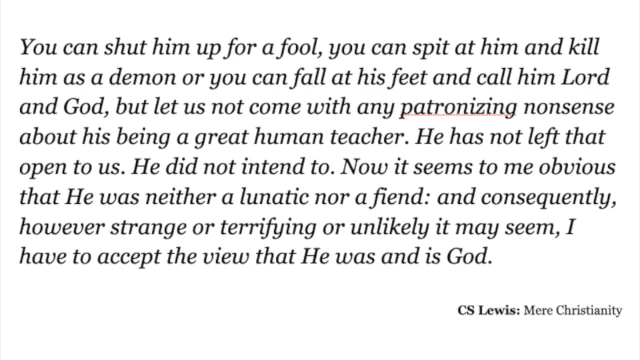 You can shut him up for a fool, you can spit at him and kill
him as a demon or you can fall at his feet and call him Lord
and God, but let us not come with any patronizing nonsense
about his being a great human teacher. He has not left that
open to us. He did not intend to. Now it seems to me obvious
that He was neither a lunatic nor a fiend: and consequently,
however strange or terrifying or unlikely it may seem, I
have to accept the view that He was and is God.
CS Lewis: Mere Christianity